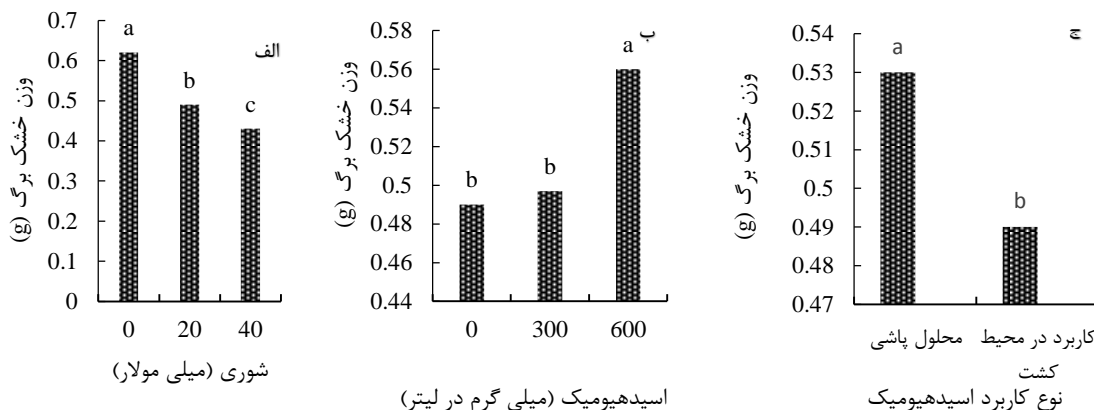 الف
وزن خشک برگ (g)
0.7
0.6
0.5
0.4
0.3
0.2
0.1
0
a
b
c
0 20 40
شوری (میلی مولار)
ب
وزن خشک برگ (g)
0.58
0.56
0.54
0.52
0.5
0.48
0.46
0.44
b
b
a
0 300 600
اسیدهیومیک (میلی گرم در لیتر)
ج
وزن خشک برگ (g)
0.54
0.53
0.52
0.51
0.5
0.49
0.48
0.47
a
b
محلول پاشی
کاربرد در محیط
کشت
نوع کاربرد اسیدهیومیک